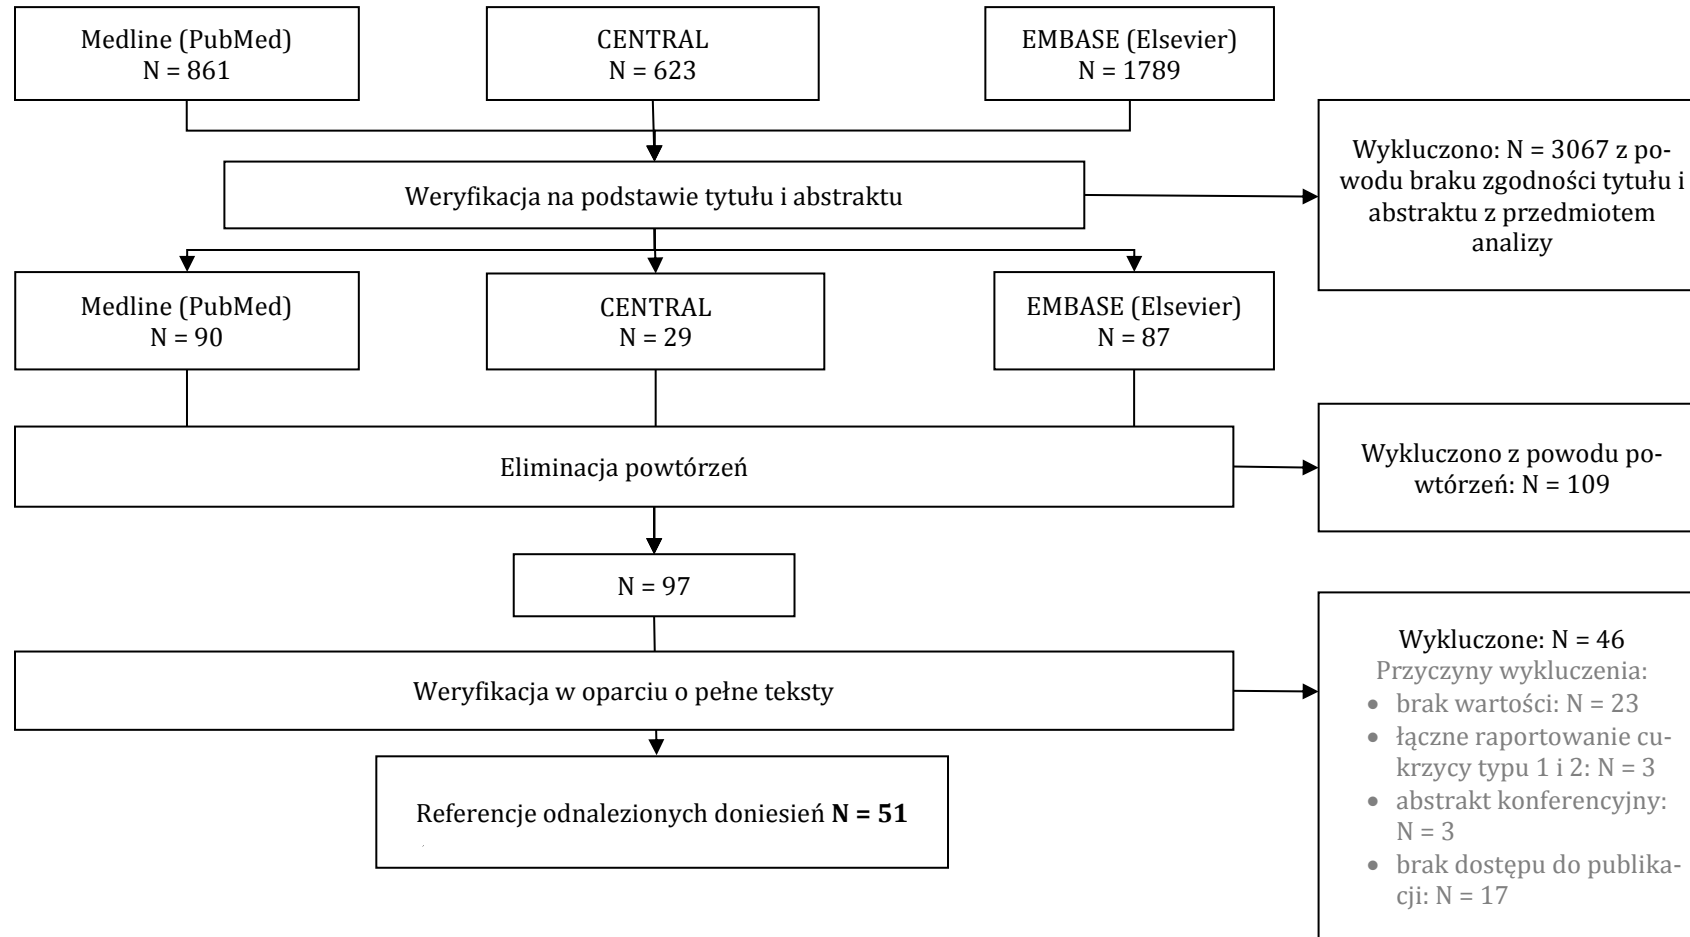 Medline (PubMed)
N = 861
CENTRAL
N = 623
EMBASE (Elsevier)
N = 1789
Wykluczono: N = 3067 z po-
wodu braku zgodności tytułu i
abstraktu z przedmiotem
analizy
Weryfikacja na podstawie tytułu i abstraktu
Medline (PubMed)
N = 90
CENTRAL
N = 29
EMBASE (Elsevier)
N = 87
Eliminacja powtórzeń
Wykluczono z powodu po-
wtórzeń: N = 109
N = 97
Weryfikacja w oparciu o pełne teksty
Wykluczone: N = 46
Przyczyny wykluczenia:
• brak wartości: N = 23
• łączne raportowanie cu-
krzycy typu 1 i 2: N = 3
• abstrakt konferencyjny:
N = 3
• brak dostępu do publika-
cji: N = 17
Referencje odnalezionych doniesień N = 51